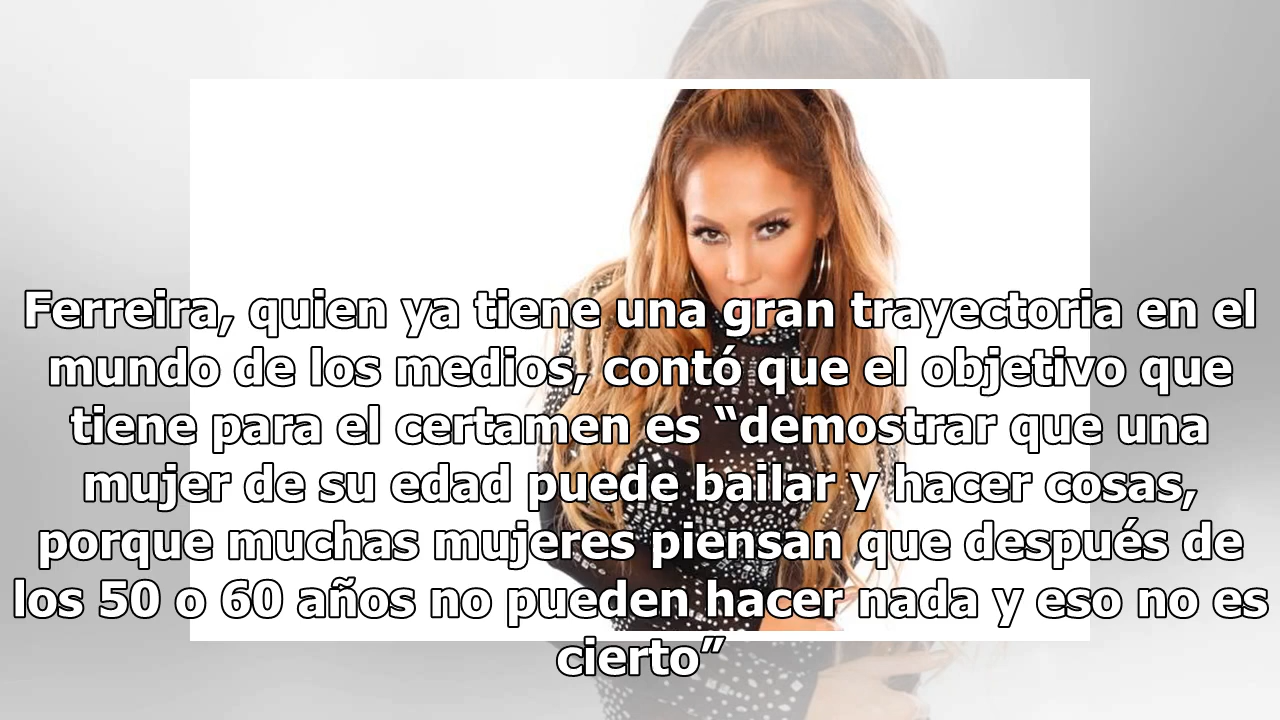 Ferreira, quien ya tiene una gran trayectoria en el
mundo de los medios, contó que el objetivo que
tiene para el certamen es “demostrar que una
mujer de su edad puede bailar y hacer cosas,
porque muchas mujeres piensan que después de
los 50 o 60 años no pueden hacer nada y eso no es
cierto”